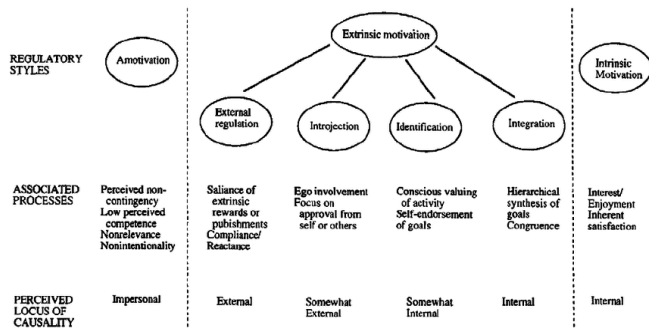 Extrinsic motivation
REGULATORY
STYLES
Amotivation
Intrinsic
Motivation
External
regulation
Introjection
Identification
Integration
ASSOCIATED
PROCESSES
Perceived non-
contingency
Low perceived
competence
Nonrelevance
Nonintentionality
Saliance of
extrinsic
rewards or
punishments
Compliance/
Reactance
Ego involvement
Focus on
approval from
self or others
Conscious valuing
of activity
Self-endorsement
of goals
Hierarchical
synthesis of
goals
Congruence
Interest/
Enjoyment
Inherent
satisfaction
PERCEIVED
LOCUS OF
CAUSALITY
Impersonal
External
Somewhat
External
Somewhat
Internal
Internal
Internal